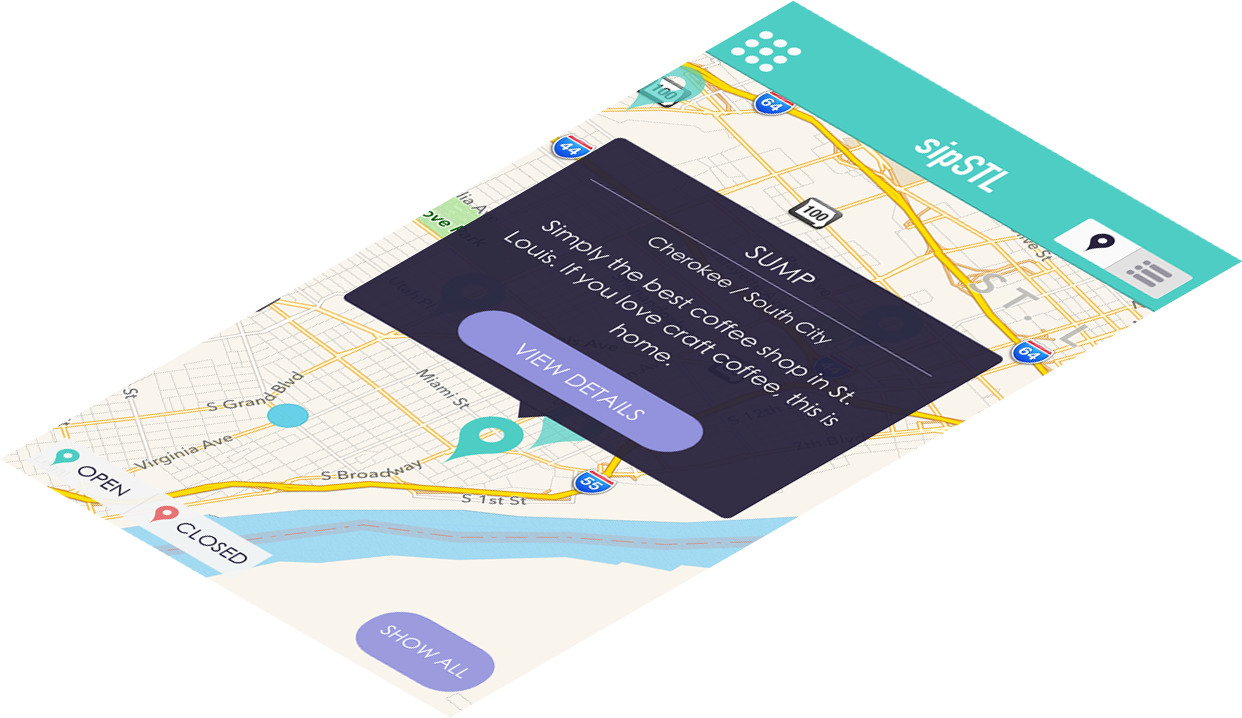 sipSTL
100
64
44
100
ST. L
64
SUMP
Cherokee / South City
Simply the best coffee shop in St.
Louis. If you love craft coffee, this is
home.
VIEW DETAILS
Miami St
S Grand Blvd
St
Virginia Ave
S Broadway
S 1st St
55
OPEN
CLOSED
SHOW ALL